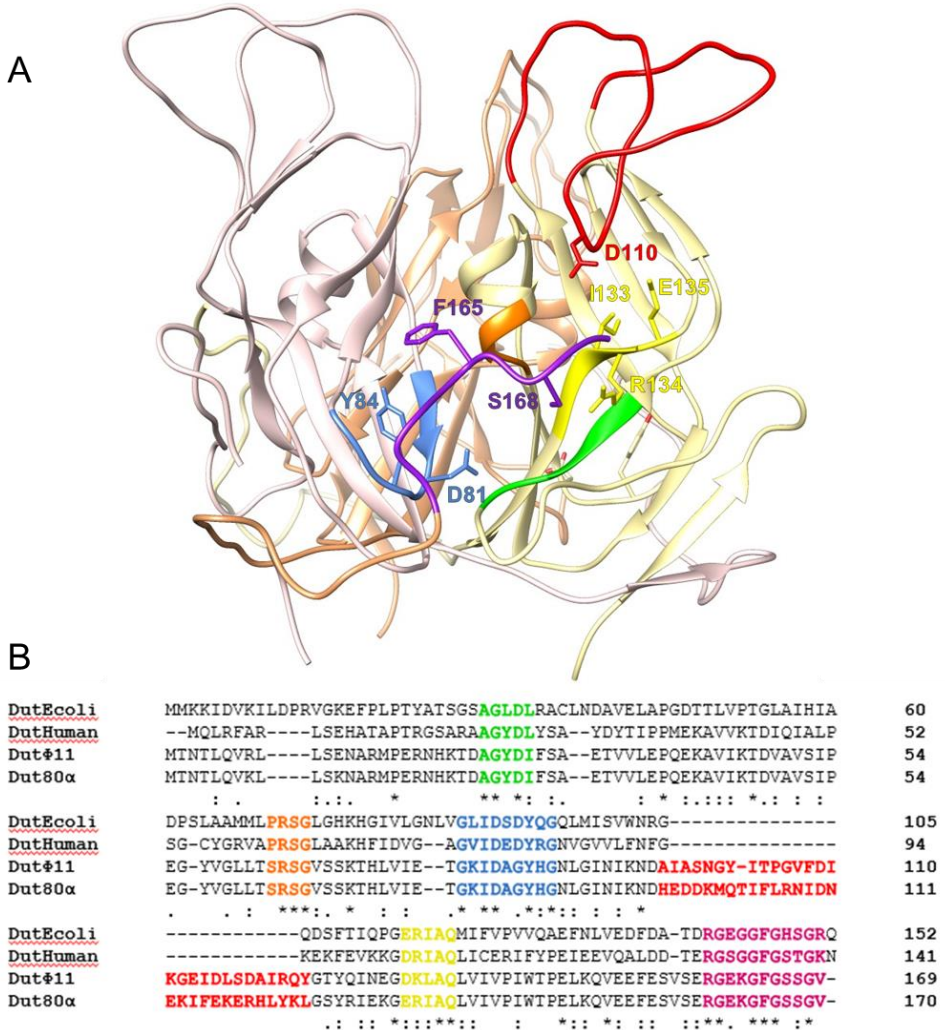 A
D110
I133 E135
F165
R134
Y84 S168
D81
B
DutEcoli MMKKIDVKILDPRVGKEFPLPTYATSGSAGLDLRACLNDAVELAPGDTTLVPTGLAIHIA 60
DutHuman --MQLRFAR----LSEHATAPTRGSARAAGYDLYSA--YDYTIPPMEKAVVKTDIQIALP 52
DutΦ11 MTNTLQVRL----LSENARMPERNHKTDAGYDIFSA--ETVVLEPQEKAVIKTDVAVSIP 54
Dut80α MTNTLQVKL----LSKNARMPERNHKTDAGYDIFSA--ETVVLEPQEKAVIKTDVAVSIP 54
: . :.:. * ** * : :. * :.::: *.: : :
DutEcoli DPSLAAMMLPRSGLGHKHGIVLGNLVGLIDSDYQGQLMISVWNRG--------------- 105
DutHuman SG-CYGRVAPRSGLAAKHFIDVG--AGVIDEDYRGNVGVVLFNFG--------------- 94
DutΦ11 EG-YVGLLTSRSGVSSKTHLVIE--TGKIDAGYHGNLGINIKNDAIASNGY-ITPGVFDI 110
Dut80α EG-YVGLLTSRSGVSSKTHLVIE--TGKIDAGYHGNLGINIKNDHEDDKMQTIFLRNIDN 111
. . : ***: * : : * ** .*:*:: : : *
DutEcoli ------------QDSFTIQPGERIAQMIFVPVVQAEFNLVEDFDA-TDRGEGGFGHSGRQ 152
DutHuman ------------KEKFEVKKGDRIAQLICERIFYPEIEEVQALDD-TERGSGGFGSTGKN 141
DutΦ11 KGEIDLSDAIRQYGTYQINEGDKLAQLVIVPIWTPELKQVEEFESVSERGEKGFGSSGV- 169
Dut80α EKIFEKERHLYKLGSYRIEKGERIAQLVIVPIWTPELKQVEEFESVSERGEKGFGSSGV- 170
.: :: *:::**:: : *:: *: :: ::**. *** :*